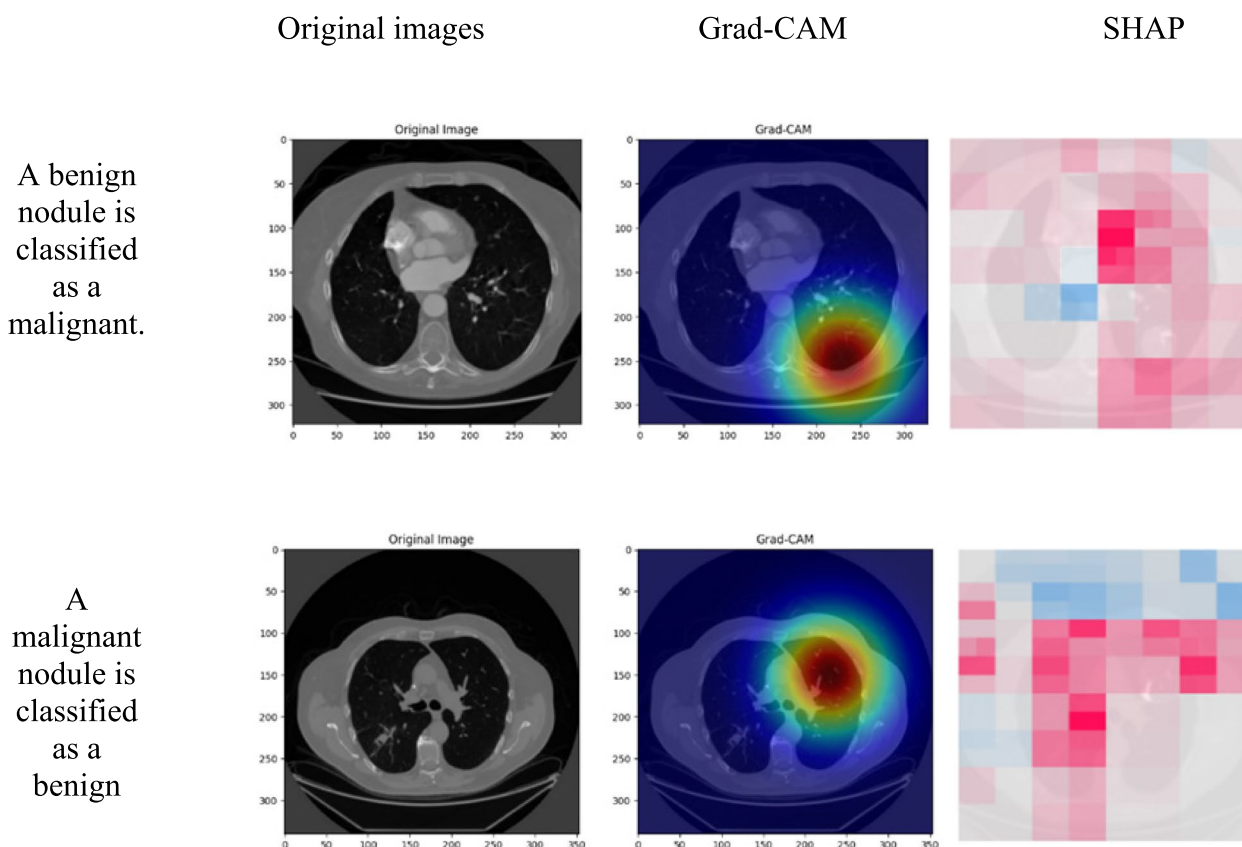 Original images Grad-CAM SHAP
A benign
nodule is
classified
as a
malignant.
Original Image
0
50
100
150
200
250
300
0 50 100 150 200 250 300
Grad-CAM
0
50
100
150
200
250
300
0 50 100 150 200 250 300
A
malignant
nodule is
classified
as a
benign
Original Image
0
50
100
150
200
250
300
0 50 100 150 200 250 300 350
Grad-CAM
0
50
100
150
200
250
300
0 50 100 150 200 250 300 350